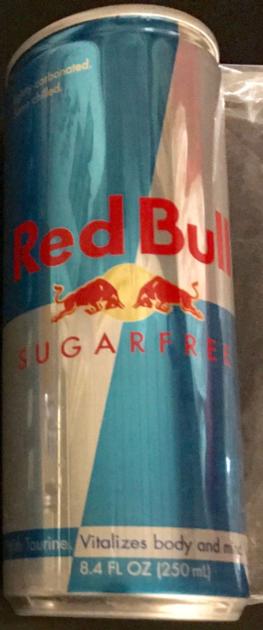 carbonated.
chilled.
Red Bull
SUGARFREE
Taurine. Vitalizes body and mind.
8.4 FL OZ (250 mL)